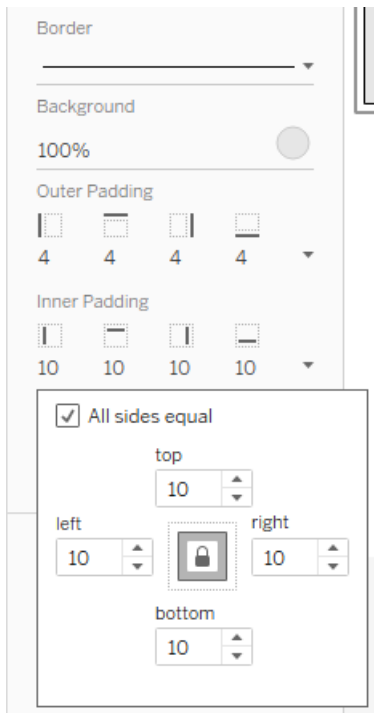 Border
Background
100%
Outer Padding
4 4 4 4
Inner Padding
10 10 10 10
All sides equal
top
10
left right
10 10
bottom
10